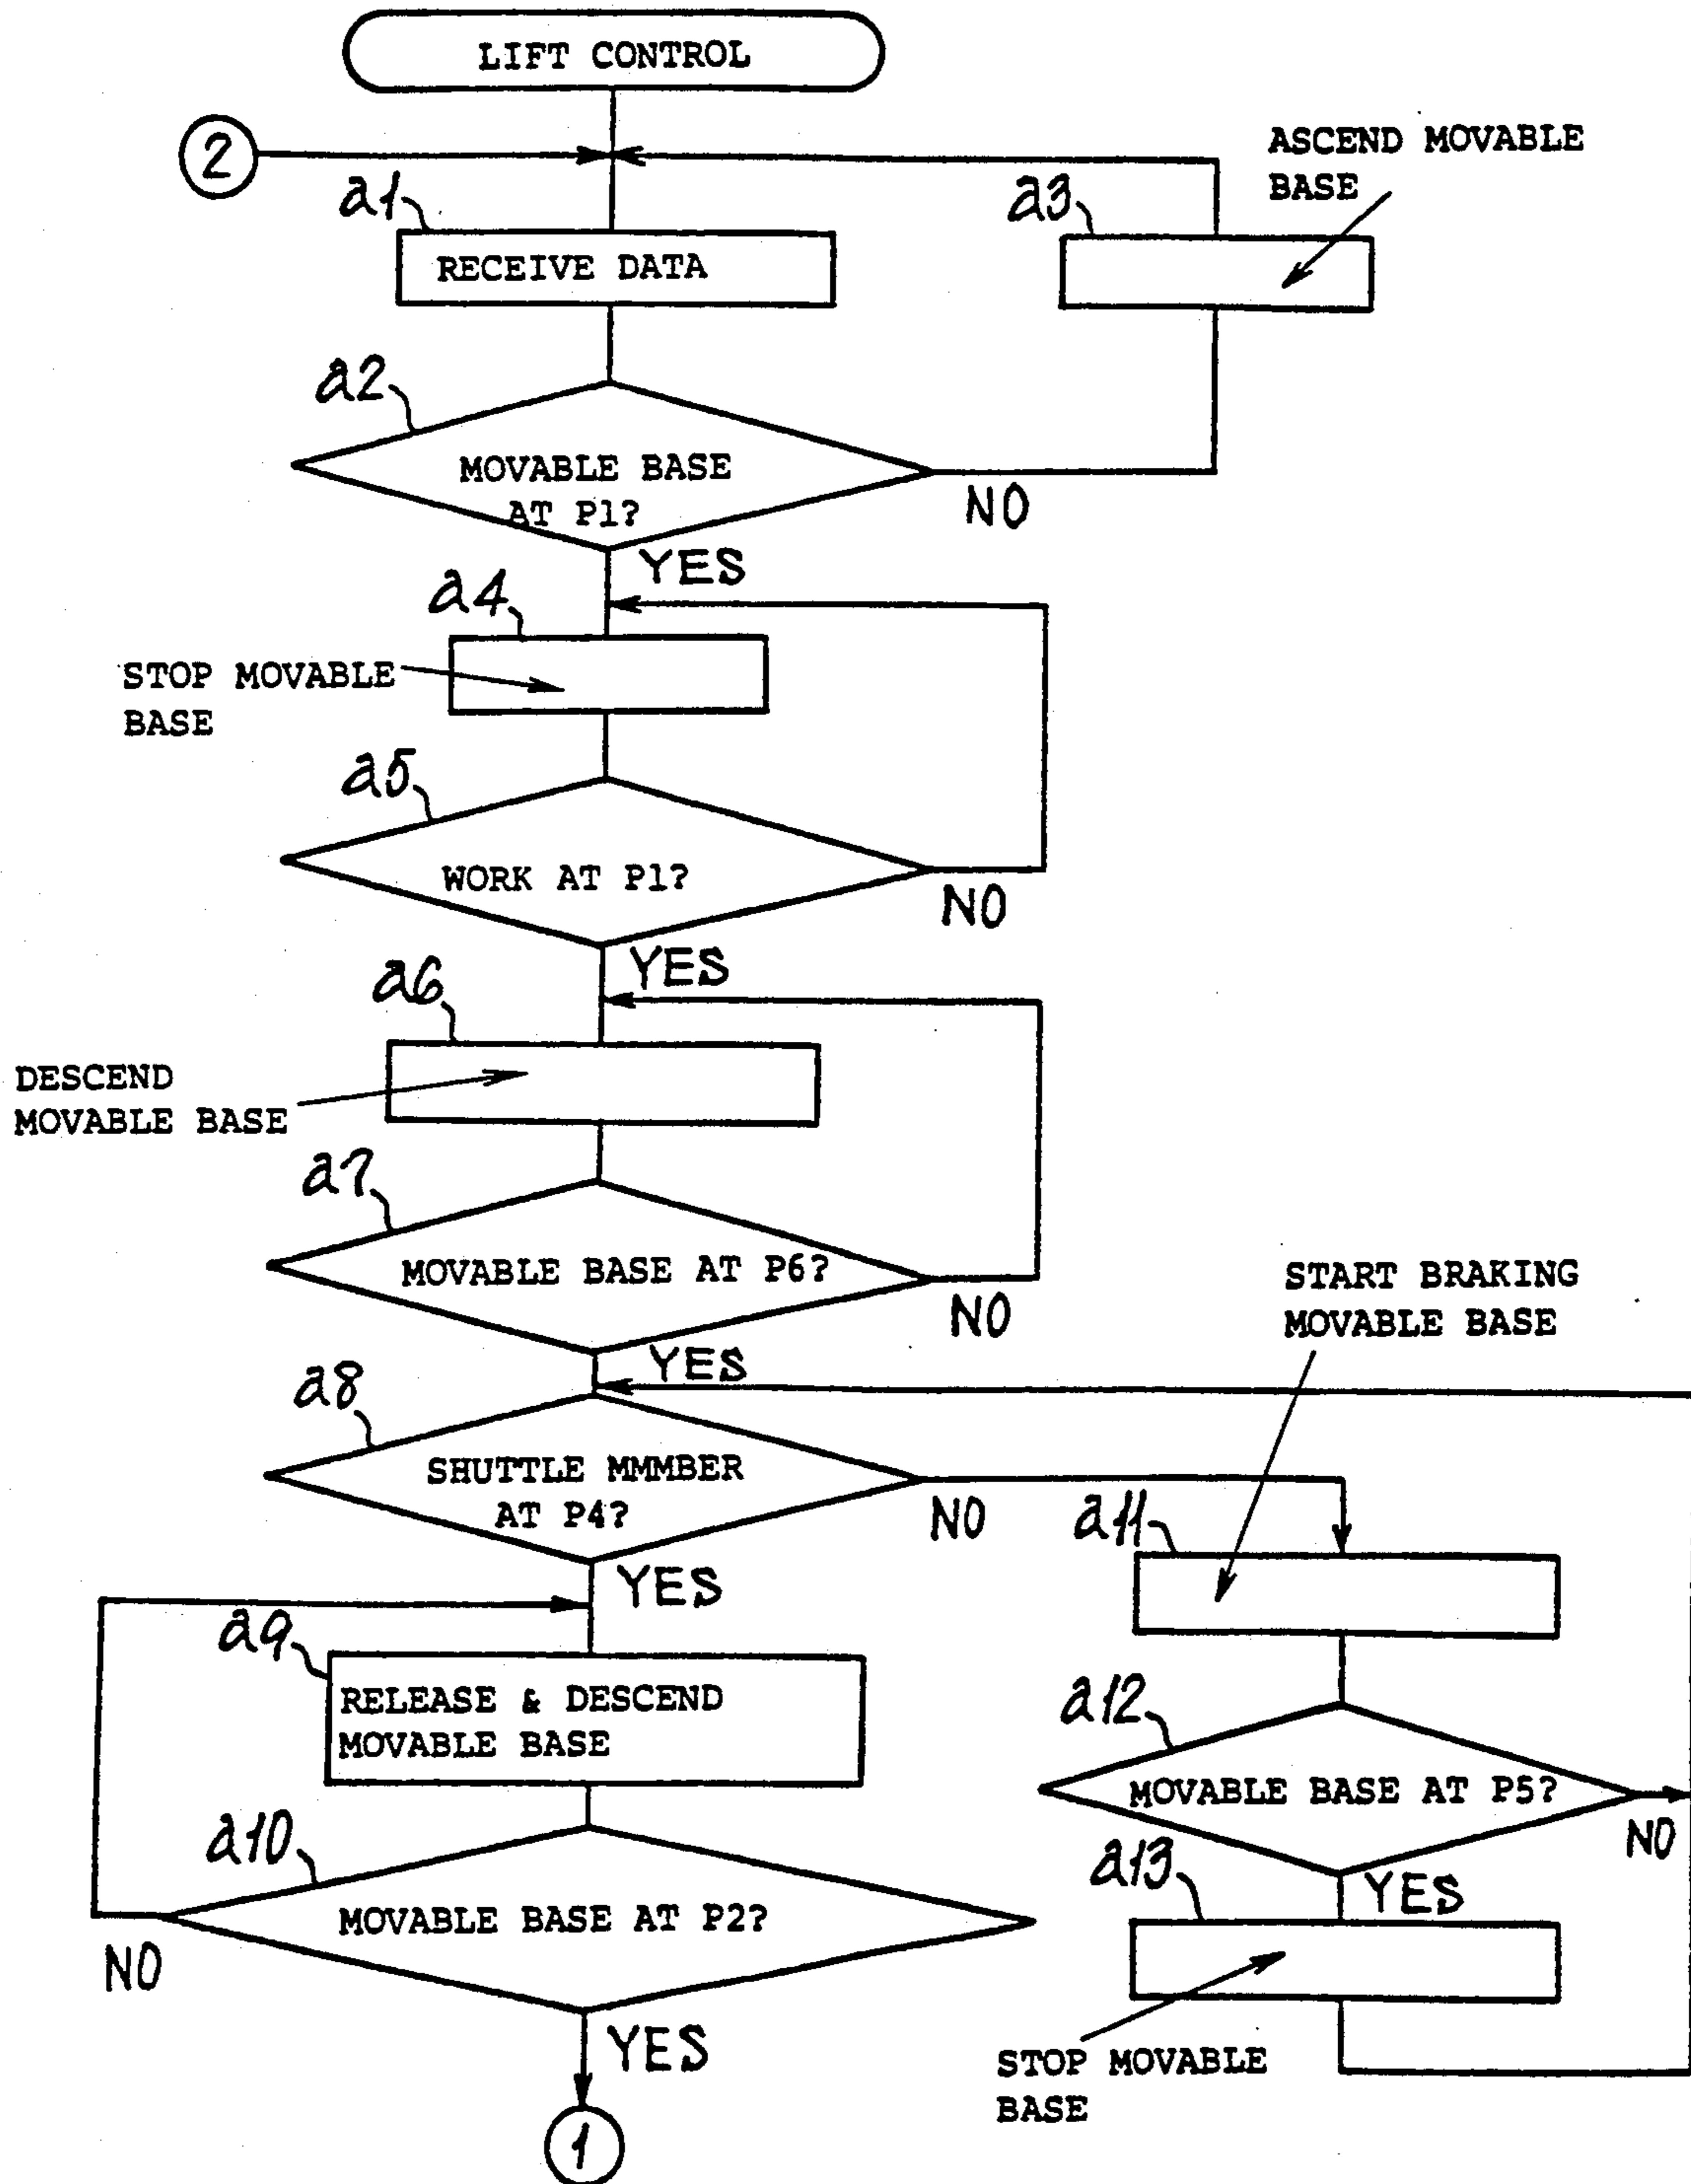 LIFT CONTROL
2
ASCEND MOVABLE
BASE
a1
a3
RECEIVE DATA
a2
MOVABLE BASE
AT P1?
NO
YES
a4
STOP MOVABLE
BASE
a5
WORK AT P1?
NO
YES
a6
DESCEND
MOVABLE BASE
a7
MOVABLE BASE AT P6?
NO
START BRAKING
MOVABLE BASE
YES
a8
SHUTTLE MMMBER
AT P4?
NO
a11
YES
a9
RELEASE & DESCEND
MOVABLE BASE
a12
MOVABLE BASE AT P5?
NO
a10
a13
YES
MOVABLE BASE AT P2?
NO
YES
STOP MOVABLE
BASE
1